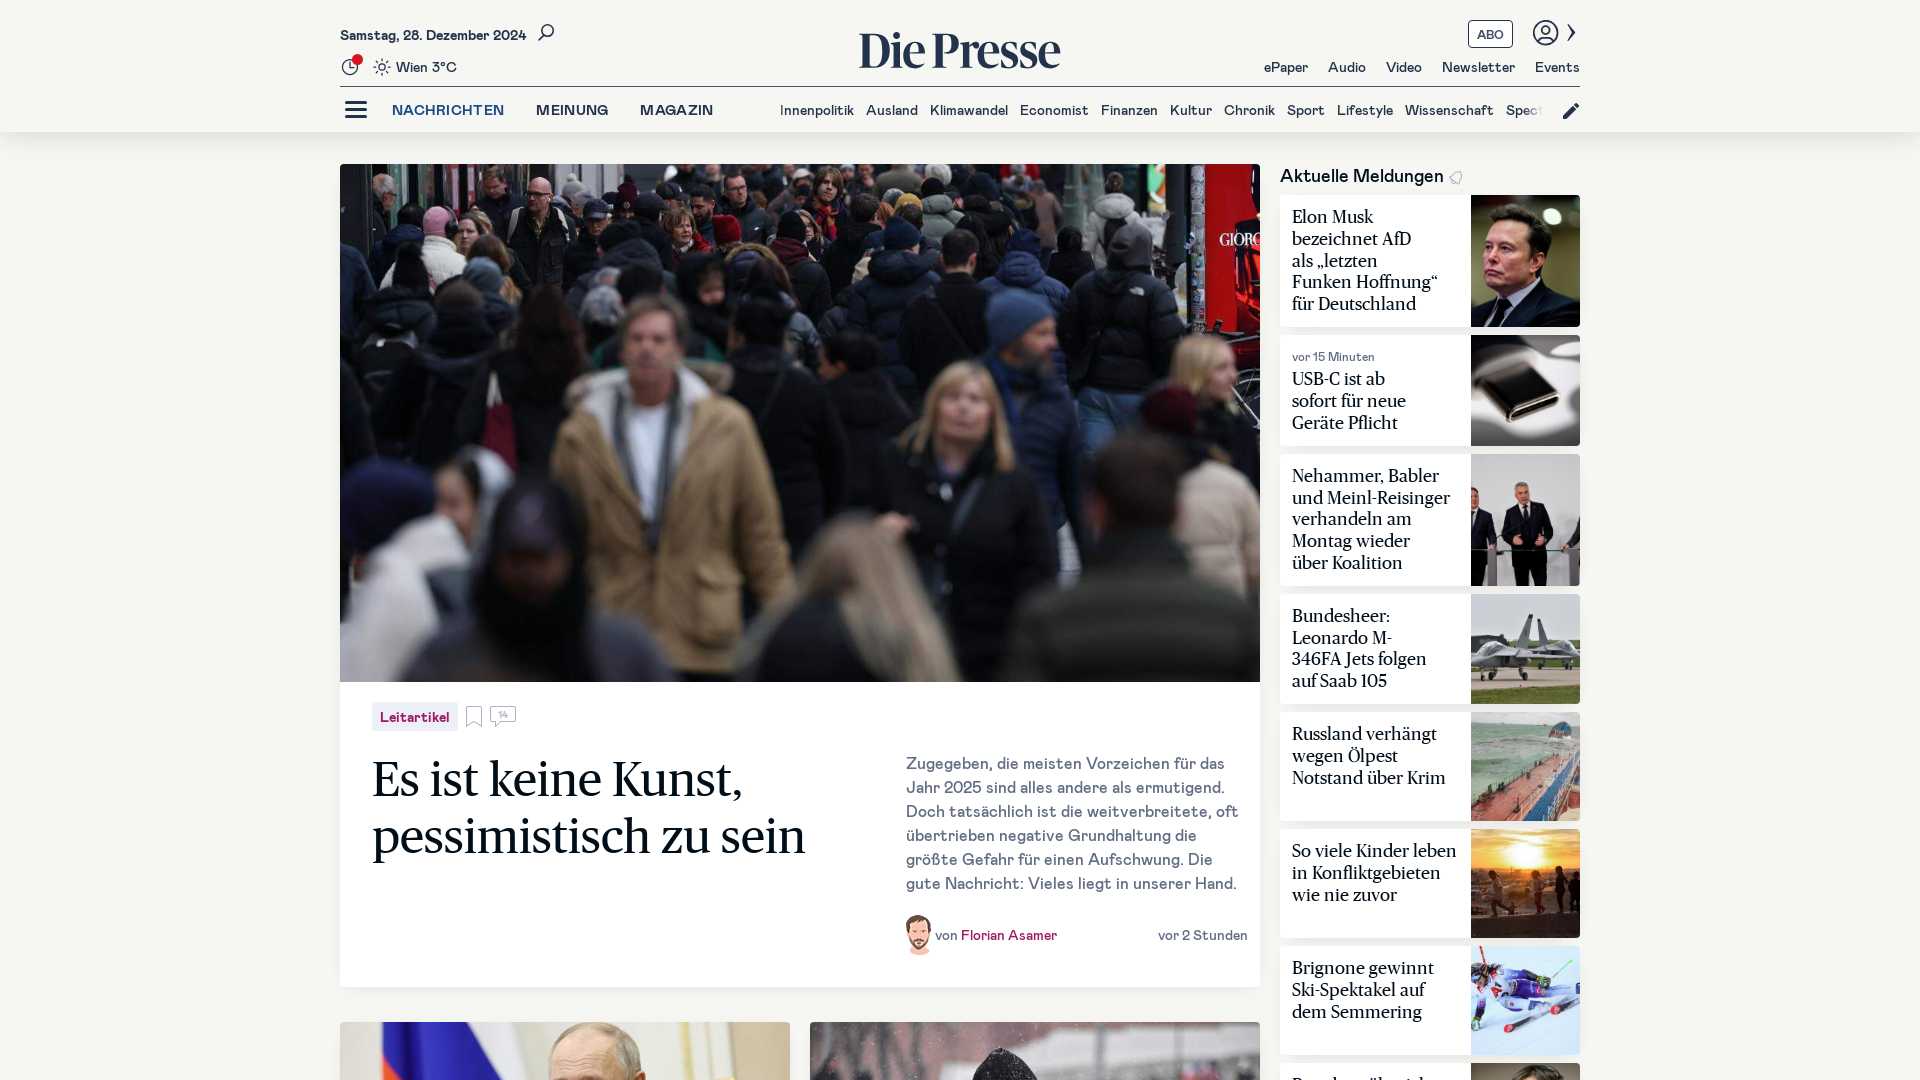 Samstag, 28. Dezember 2024
Wien 3°C
Die Presse
ABO
ePaper Audio Video Newsletter Events
NACHRICHTEN MEINUNG MAGAZIN
Innenpolitik Ausland Klimawandel Economist Finanzen Kultur Chronik Sport Lifestyle Wissenschaft Spect
Leitartikel
14
Es ist keine Kunst,
pessimistisch zu sein
Zugegeben, die meisten Vorzeichen für das
Jahr 2025 sind alles andere als ermutigend.
Doch tatsächlich ist die weitverbreitete, oft
übertrieben negative Grundhaltung die
größte Gefahr für einen Aufschwung. Die
gute Nachricht: Vieles liegt in unserer Hand.
von Florian Asamer
vor 2 Stunden
Aktuelle Meldungen
Elon Musk
bezeichnet AfD
als „letzten
Funken Hoffnung“
für Deutschland
vor 15 Minuten
USB-C ist ab
sofort für neue
Geräte Pflicht
Nehammer, Babler
und Meinl-Reisinger
verhandeln am
Montag wieder
über Koalition
Bundesheer:
Leonardo M-
346FA Jets folgen
auf Saab 105
Russland verhängt
wegen Ölpest
Notstand über Krim
So viele Kinder leben
in Konfliktgebieten
wie nie zuvor
Brignone gewinnt
Ski-Spektakel auf
dem Semmering